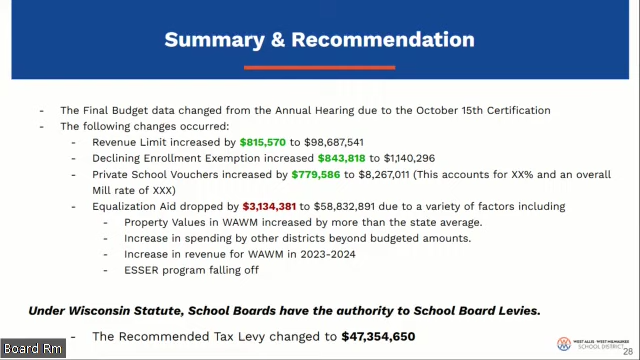 Summary & Recommendation
- The Final Budget data changed from the Annual Hearing due to the October 15th Certification
- The following changes occurred:
- Revenue Limit increased by $815,570 to $98,687,541
- Declining Enrollment Exemption increased $843,818 to $1,140,296
- Private School Vouchers increased by $779,586 to $8,267,011 (This accounts for XX% and an overall
Mill rate of XXX)
- Equalization Aid dropped by $3,134,381 to $58,832,891 due to a variety of factors including
- Property Values in WAWM increased by more than the state average.
- Increase in spending by other districts beyond budgeted amounts.
- Increase in revenue for WAWM in 2023-2024
- ESSER program falling off
Under Wisconsin Statute, School Boards have the authority to School Board Levies.
- The Recommended Tax Levy changed to $47,354,650
Board Rm
WEST ALLIS-WEST MILWAUKEE
SCHOOL DISTRICT
28